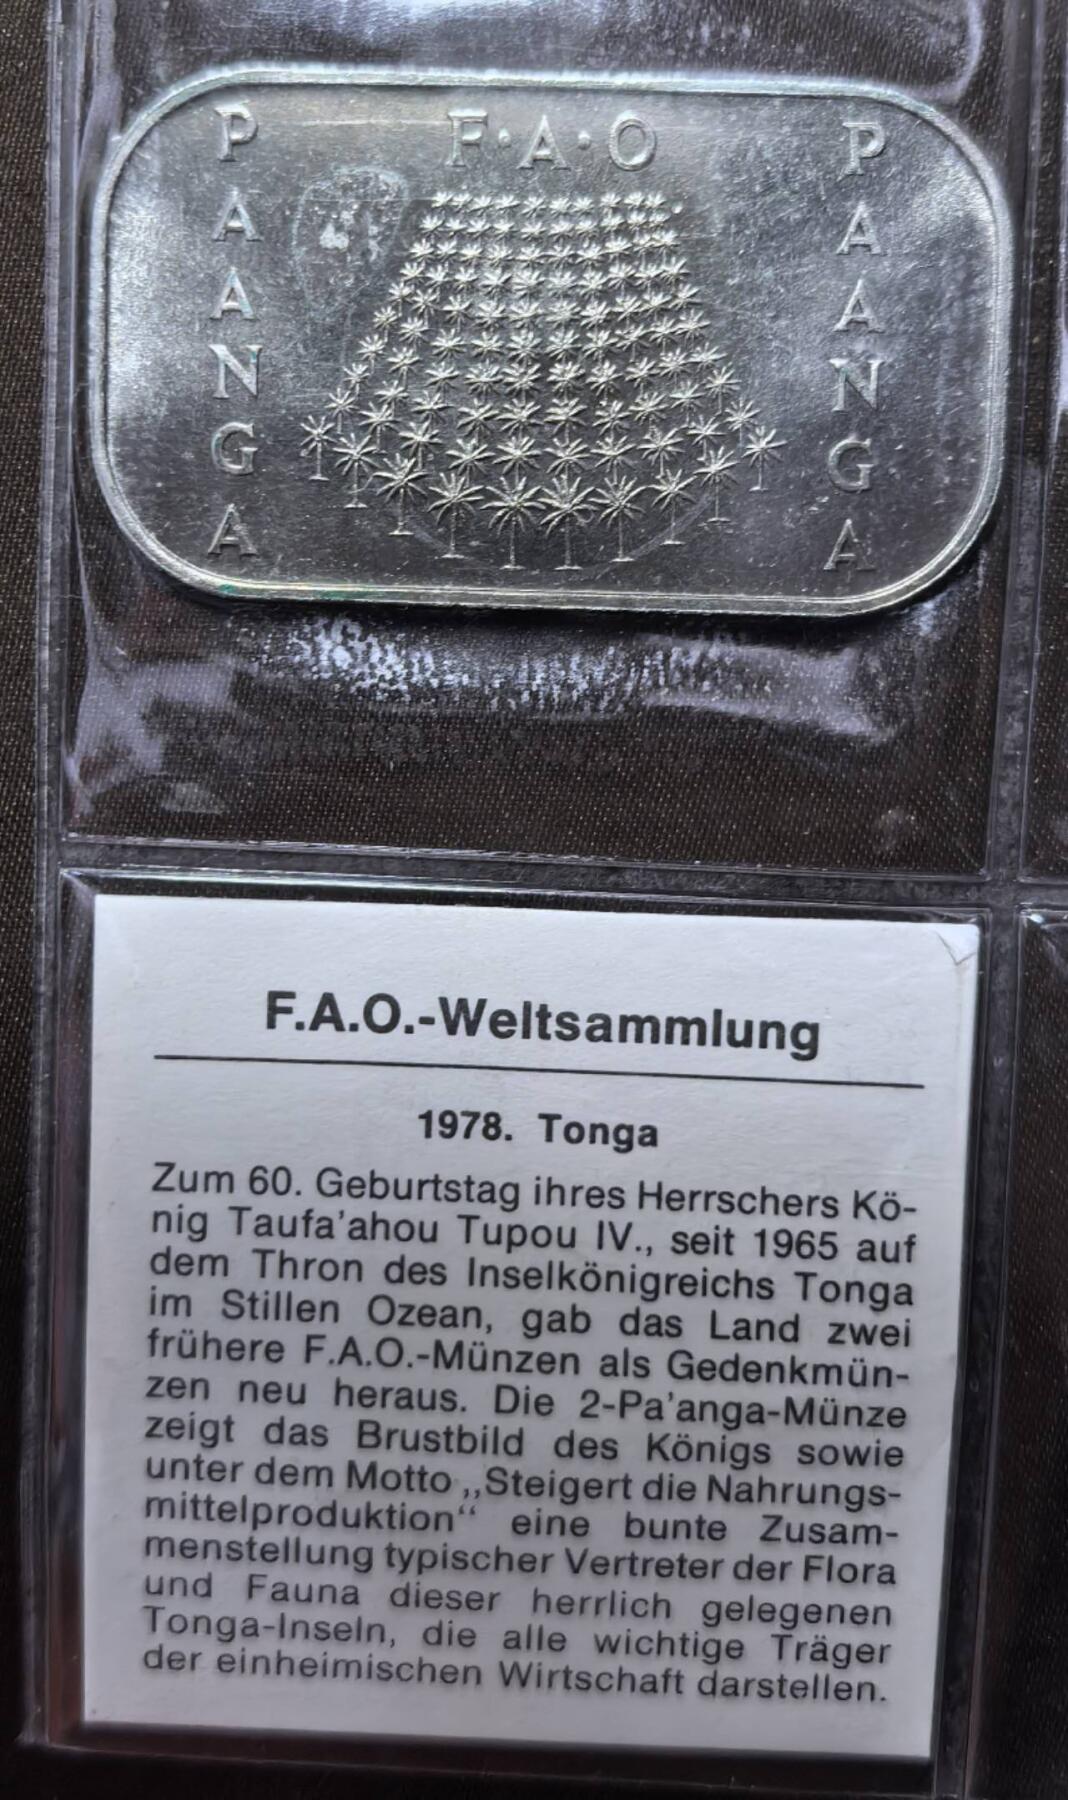 F·A·O
PAANGA
PAANGA
F.A.O.-Weltsammlung
1978. Tonga
Zum 60. Geburtstag ihres Herrschers Kö-
nig Taufa'ahou Tupou IV., seit 1965 auf
dem Thron des Inselkönigreichs Tonga
im Stillen Ozean, gab das Land zwei
frühere F.A.O.-Münzen als Gedenkmün-
zen neu heraus. Die 2-Pa'anga-Münze
zeigt das Brustbild des Königs sowie
unter dem Motto „Steigert die Nahrungs-
mittelproduktion“ eine bunte Zusam-
menstellung typischer Vertreter der Flora
und Fauna dieser herrlich gelegenen
Tonga-Inseln, die alle wichtige Träger
der einheimischen Wirtschaft darstellen.